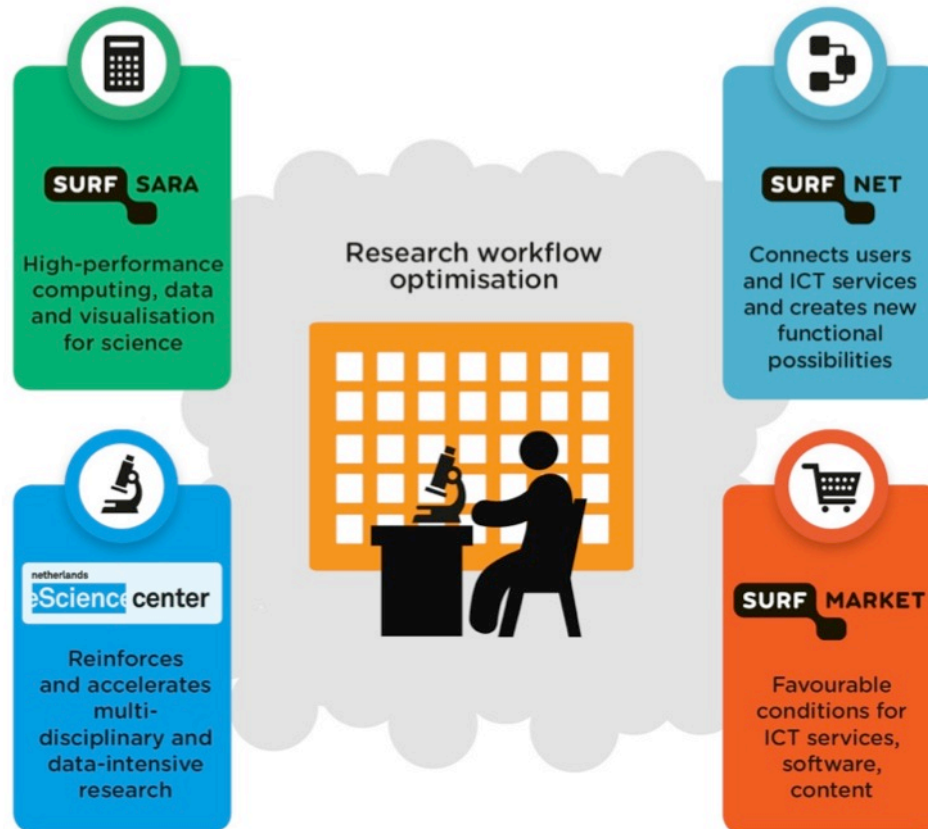 SURF SARA
High-performance
computing, data
and visualisation
for science
Research workflow
optimisation
SURF NET
Connects users
and ICT services
and creates new
functional
possibilities
netherlands
eScience center
Reinforces
and accelerates
multi-
disciplinary and
data-intensive
research
SURF MARKET
Favourable
conditions for
ICT services,
software,
content